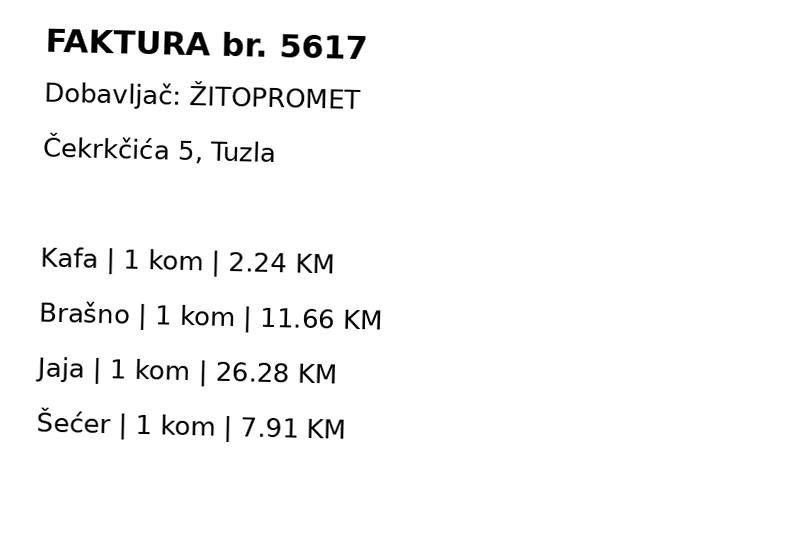 FAKTURA br. 5617
Dobavljač: ŽITOPROMET
Čekrkčića 5, Tuzla
Kafa | 1 kom | 2.24 KM
Brašno | 1 kom | 11.66 KM
Jaja | 1 kom | 26.28 KM
Šećer | 1 kom | 7.91 KM